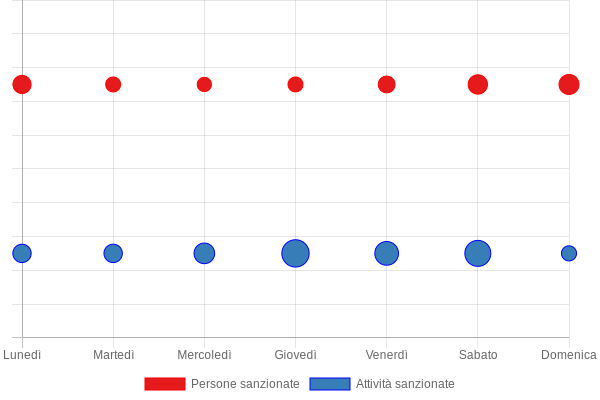 Lunedì Martedì Mercoledì Giovedì Venerdì Sabato Domenica
Persone sanzionate Attività sanzionate